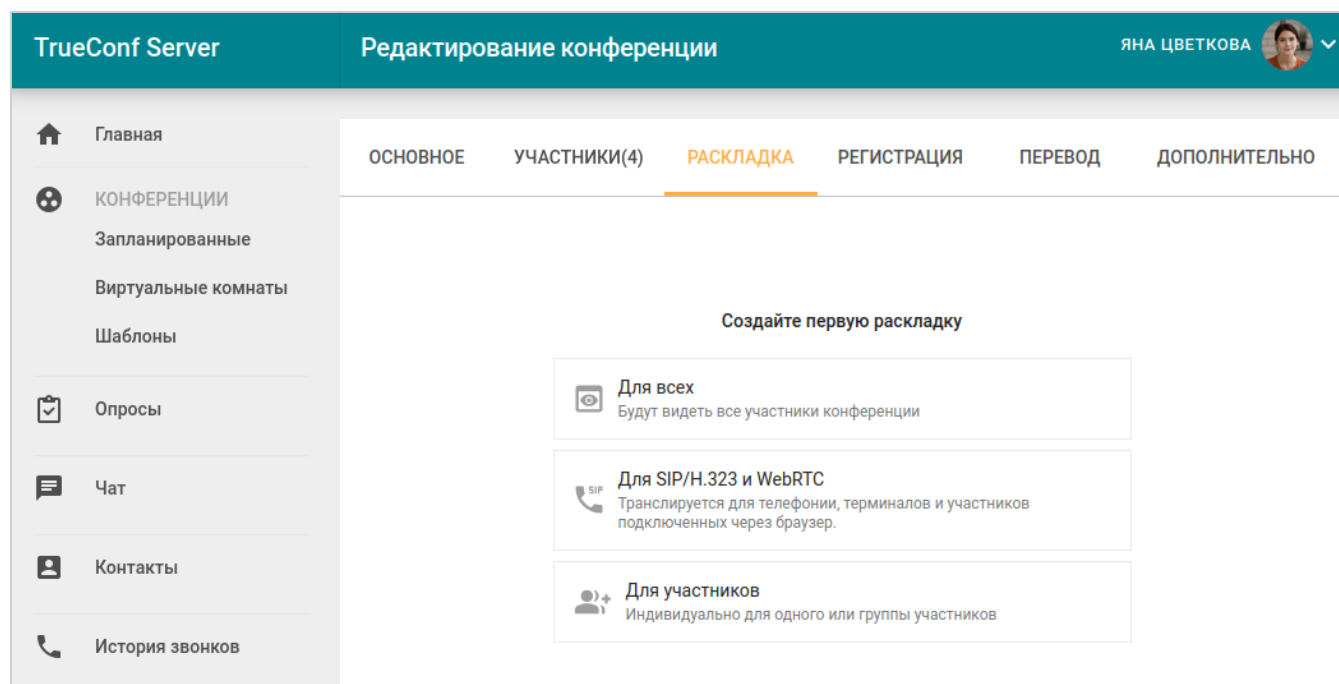 TrueConf Server
Редактирование конференции
ЯНА ЦВЕТКОВА
Главная
КОНФЕРЕНЦИИ
Запланированные
Виртуальные комнаты
Шаблоны
Опросы
Чат
Контакты
История звонков
ОСНОВНОЕ
УЧАСТНИКИ(4)
РАСКЛАДКА
РЕГИСТРАЦИЯ
ПЕРЕВОД
ДОПОЛНИТЕЛЬНО
Создайте первую раскладку
Для всех
Будут видеть все участники конференции
SIP
Для SIP/H.323 и WebRTC
Транслируется для телефонии, терминалов и участников
подключенных через браузер.
Для участников
Индивидуально для одного или группы участников